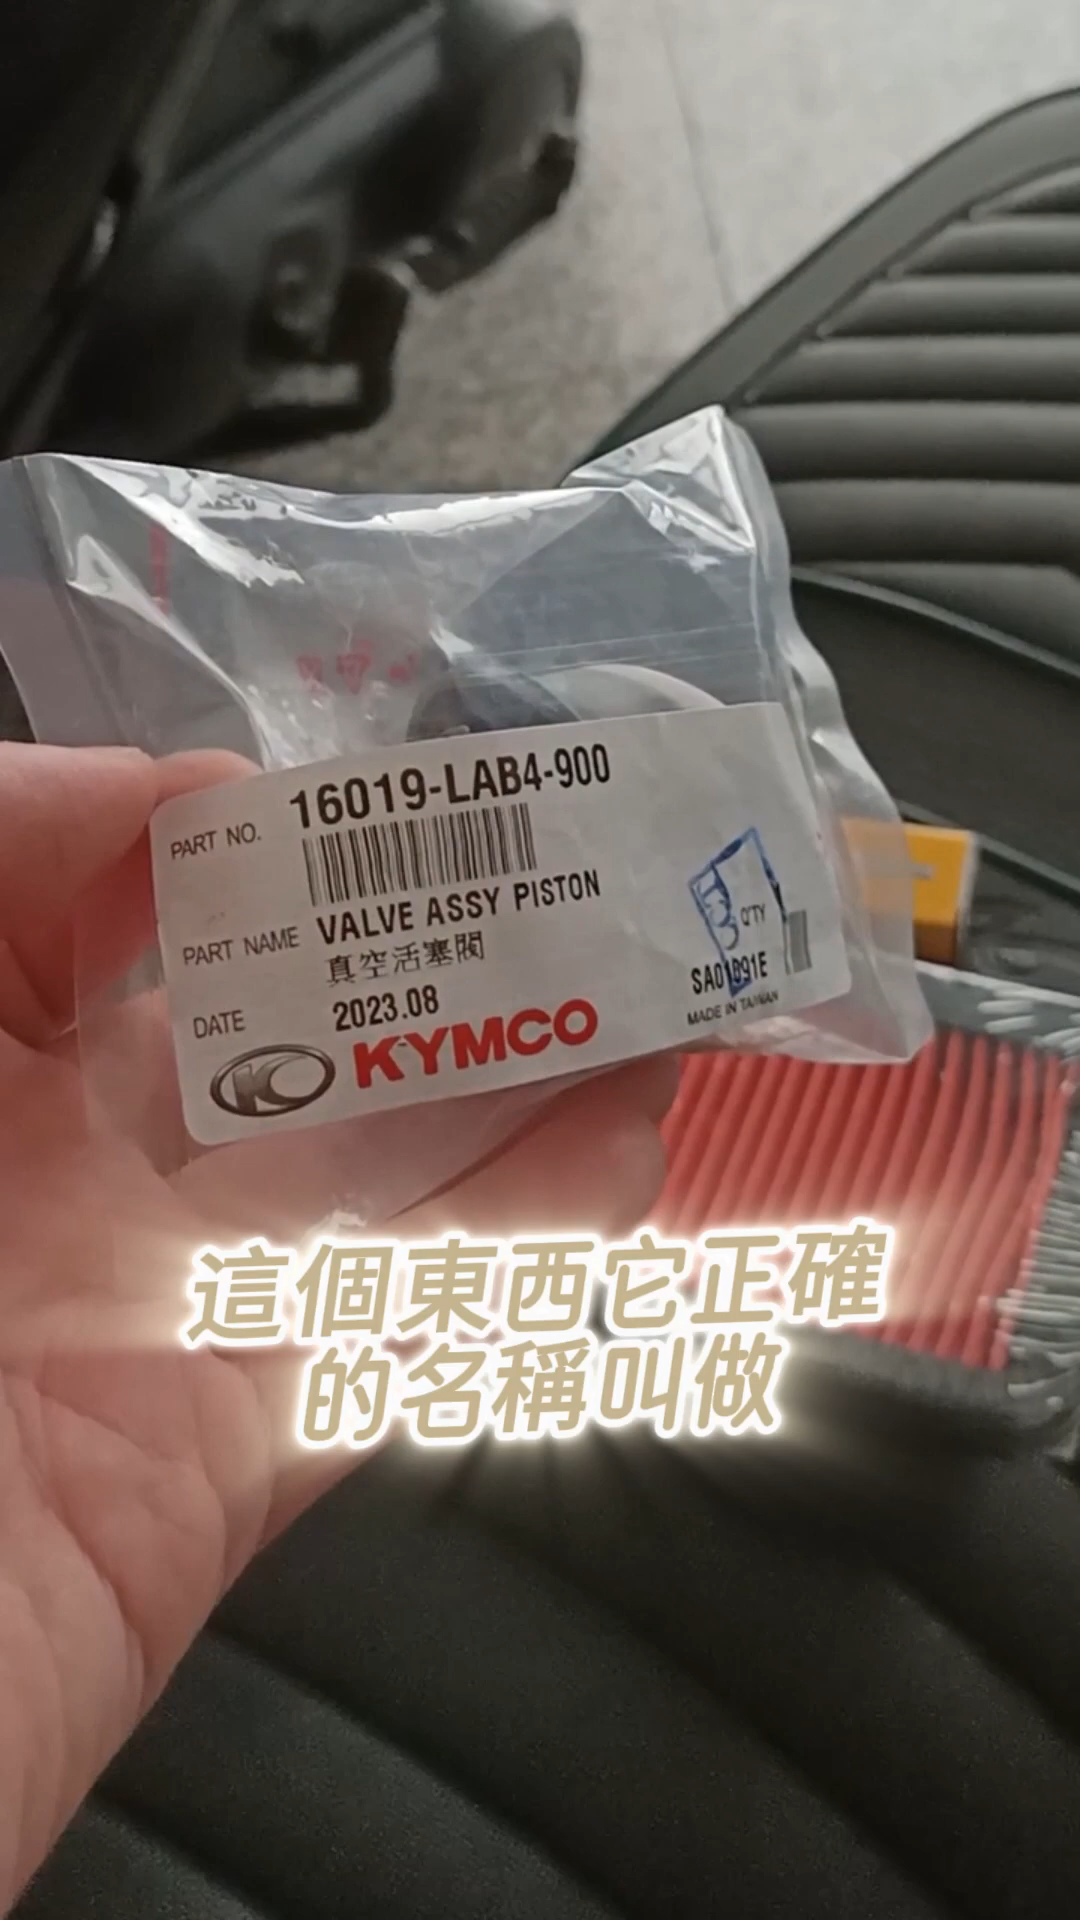 PART NO. 16019-LAB4-900
PART NAME VALVE ASSY PISTON
真空活塞閥
Q'TY
DATE 2023.08
SA01091E
MADE IN TAIWAN
KYMCO
這個東西它正確
的名稱叫做